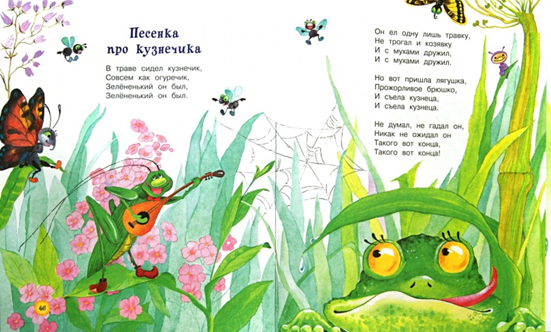 Песенка
про кузнечика
В траве сидел кузнечик,
Совсем как огуречик,
Зелёненький он был,
Зелёненький он был.
Он ел одну лишь травку,
Не трогал и козявку
И с мухами дружил,
И с мухами дружил.
Но вот пришла лягушка,
Прожорливое брюшко,
И съела кузнеца,
И съела кузнеца.
Не думал, не гадал он,
Никак не ожидал он
Такого вот конца,
Такого вот конца!
68